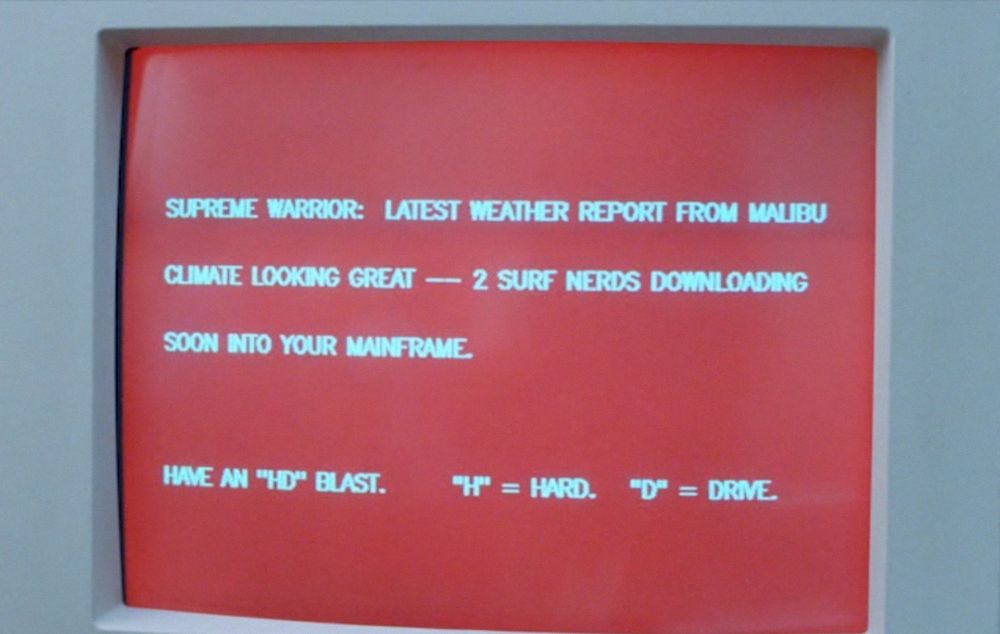 SUPREME WARRIOR: LATEST WEATHER REPORT FROM MALIBU
CLIMATE LOOKING GREAT -- 2 SURF NERDS DOWNLOADING
SOON INTO YOUR MAINFRAME.
HAVE AN "HD" BLAST. "H" = HARD. "D" = DRIVE.